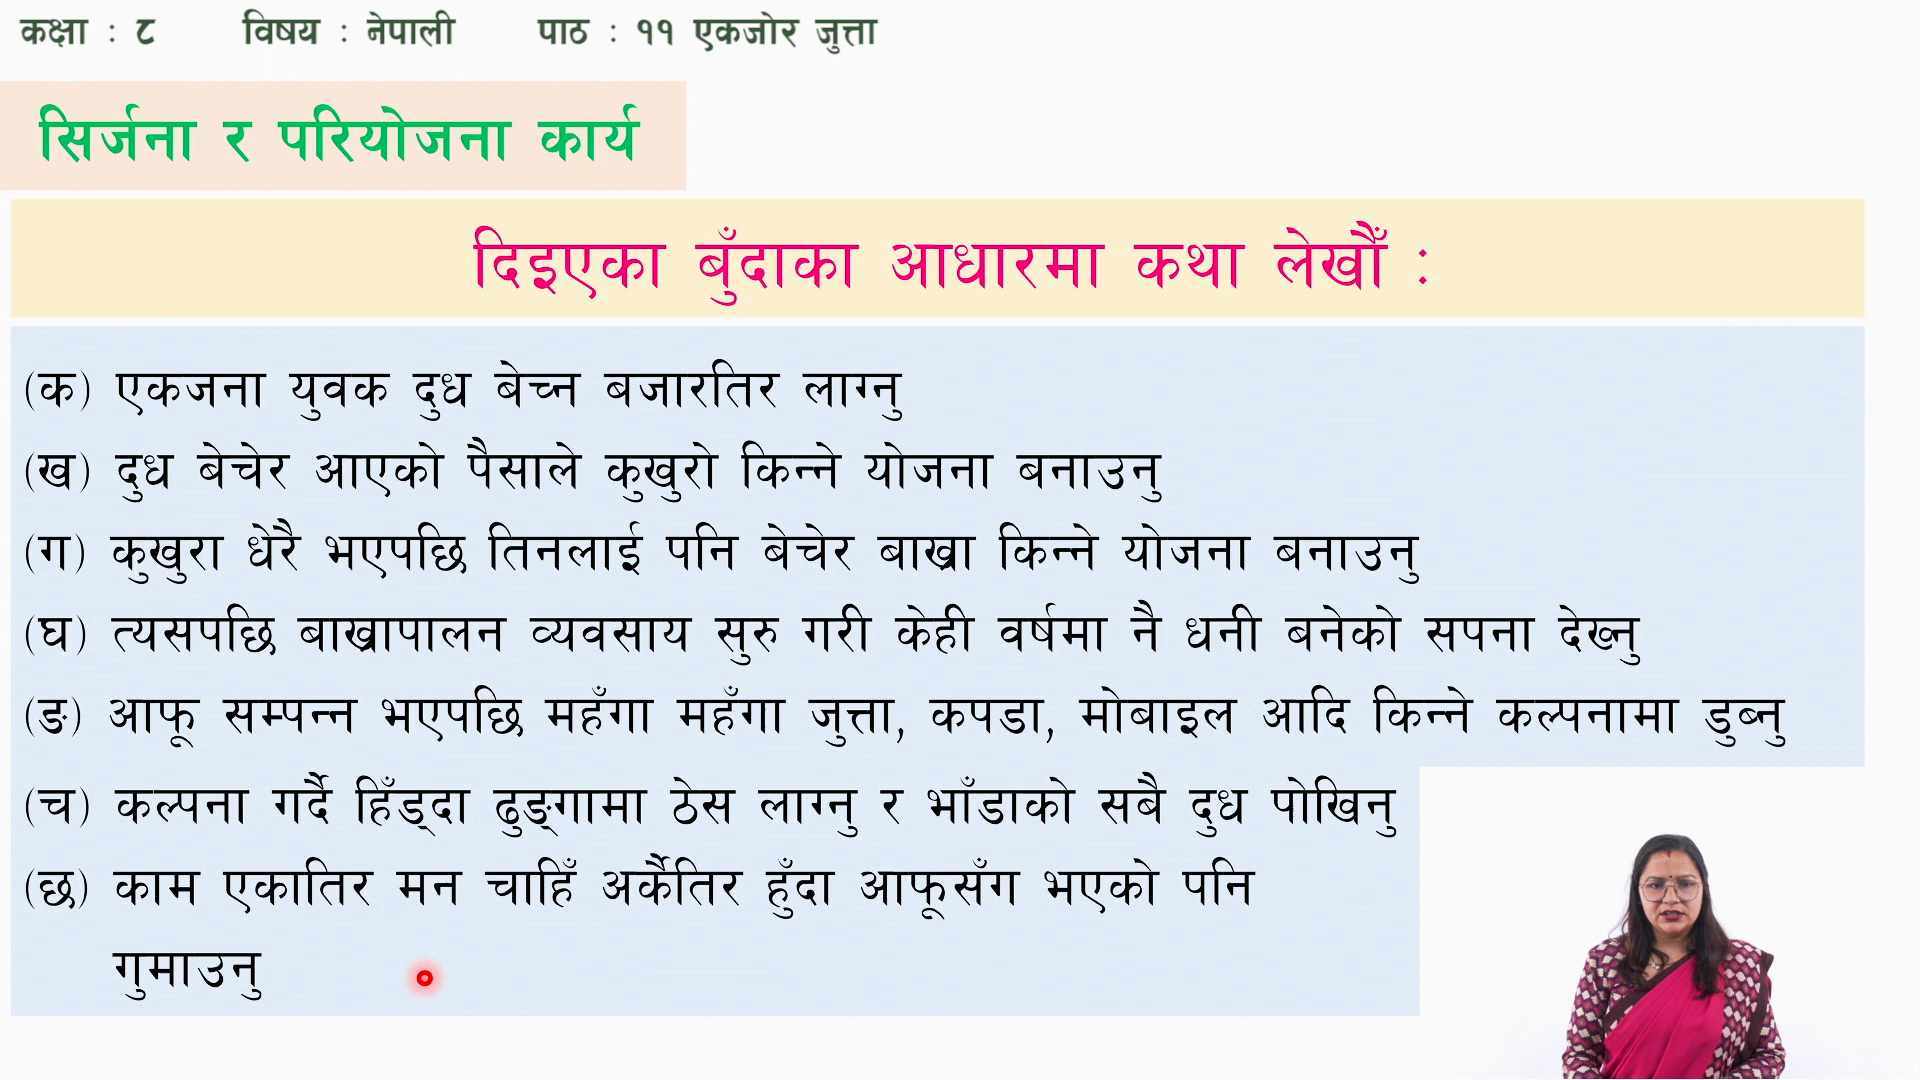 कक्षा : ८ विषय : नेपाली पाठ : ११ एकजोर जुत्ता
सिर्जना र परियोजना कार्य
दिइएका बुँदाका आधारमा कथा लेखौँ :
(क) एकजना युवक दुध बेच्न बजारतिर लाग्नु
(ख) दुध बेचेर आएको पैसाले कुखुरो किन्ने योजना बनाउनु
(ग) कुखुरा धेरै भएपछि तिनलाई पनि बेचेर बाख्रा किन्ने योजना बनाउनु
(घ) त्यसपछि बाख्रापालन व्यवसाय सुरु गरी केही वर्षमा नै धनी बनेको सपना देख्नु
(ङ) आफू सम्पन्न भएपछि महँगा महँगा जुत्ता, कपडा, मोबाइल आदि किन्ने कल्पनामा डुब्नु
(च) कल्पना गर्दै हिँड्दा ढुङ्गामा ठेस लाग्नु र भाँडाको सबै दुध पोखिनु
(छ) काम एकातिर मन चाहिँ अर्कैतिर हुँदा आफूसँग भएको पनि
गुमाउनु